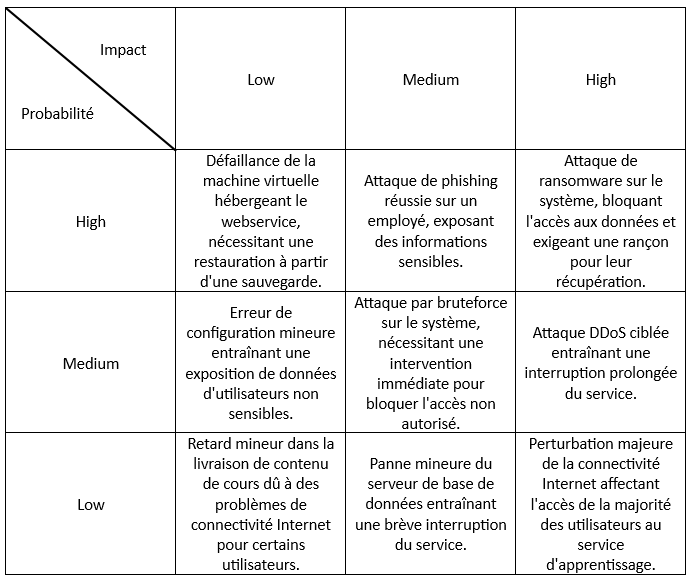 Impact
Probabilité
Low
Medium
High
High
Défaillance de la
machine virtuelle
hébergeant le
webservice,
nécessitant une
restauration à partir
d'une sauvegarde.
Attaque de phishing
réussie sur un
employé, exposant
des informations
sensibles.
Attaque de
ransomware sur le
système, bloquant
l'accès aux données et
exigeant une rançon
pour leur
récupération.
Medium
Erreur de
configuration mineure
entraînant une
exposition de données
d'utilisateurs non
sensibles.
Attaque par bruteforce
sur le système,
nécessitant une
intervention
immédiate pour
bloquer l'accès non
autorisé.
Attaque DDoS ciblée
entraînant une
interruption prolongée
du service.
Low
Retard mineur dans la
livraison de contenu
de cours dû à des
problèmes de
connectivité Internet
pour certains
utilisateurs.
Panne mineure du
serveur de base de
données entraînant
une brève interruption
du service.
Perturbation majeure
de la connectivité
Internet affectant
l'accès de la majorité
des utilisateurs au
service
d'apprentissage.